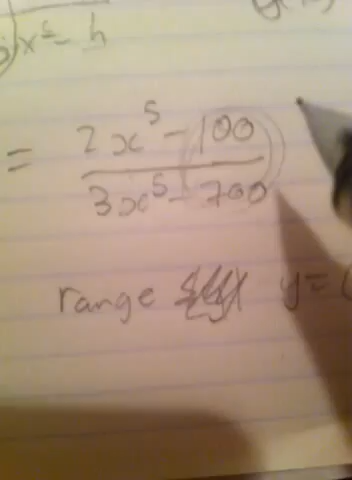 x⁵ - h
= 2x⁵ - 100
3x⁵ - 700
range y =